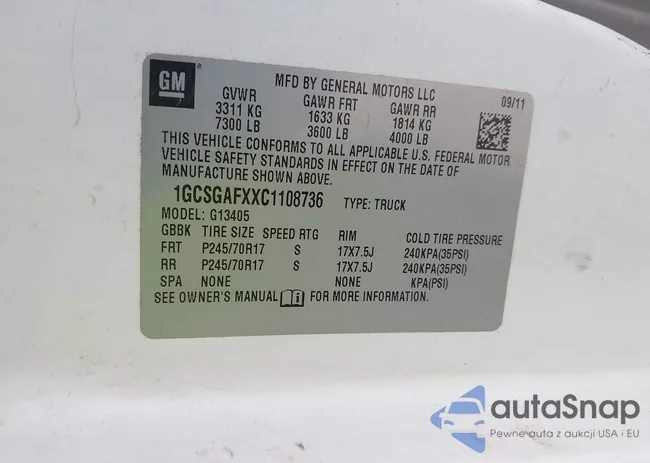 GM
MFD BY GENERAL MOTORS LLC
09/11
GVWR GAWR FRT GAWR RR
3311 KG 1633 KG 1814 KG
7300 LB 3600 LB 4000 LB
THIS VEHICLE CONFORMS TO ALL APPLICABLE U.S. FEDERAL MOTOR
VEHICLE SAFETY STANDARDS IN EFFECT ON THE DATE OF
MANUFACTURE SHOWN ABOVE.
1GCSGAFXXC1108736 TYPE: TRUCK
MODEL: G13405
GBBK TIRE SIZE SPEED RTG RIM COLD TIRE PRESSURE
FRT P245/70R17 S 17X7.5J 240KPA(35PSI)
RR P245/70R17 S 17X7.5J 240KPA(35PSI)
SPA NONE NONE KPA(PSI)
SEE OWNER'S MANUAL FOR MORE INFORMATION.
autaSnap
Pewne auta z aukcji USA i EU